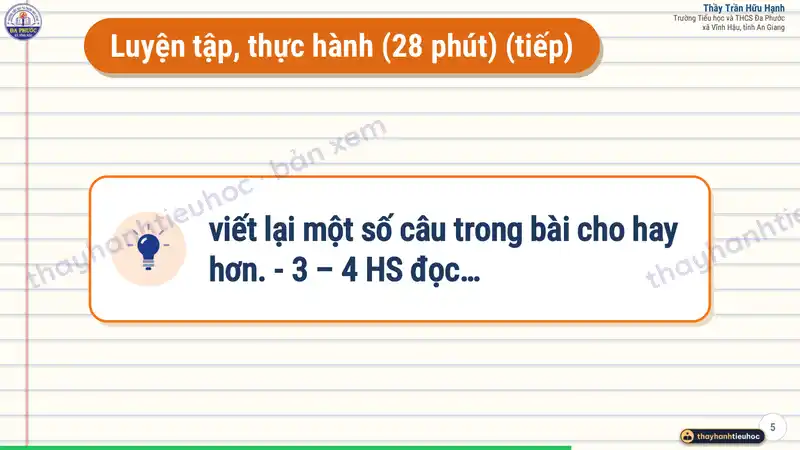 Thầy Trần Hữu Hạnh
Trường Tiểu học và THCS Đa Phước
xã Vĩnh Hậu, tỉnh An Giang
ĐA PHƯỚC
Luyện tập, thực hành (28 phút) (tiếp)
thayhanhtieuhoc - bản xem
viết lại một số câu trong bài cho hay
hơn. - 3 – 4 HS đọc...
thayhanhtie
thayhanhtieuhoc
5